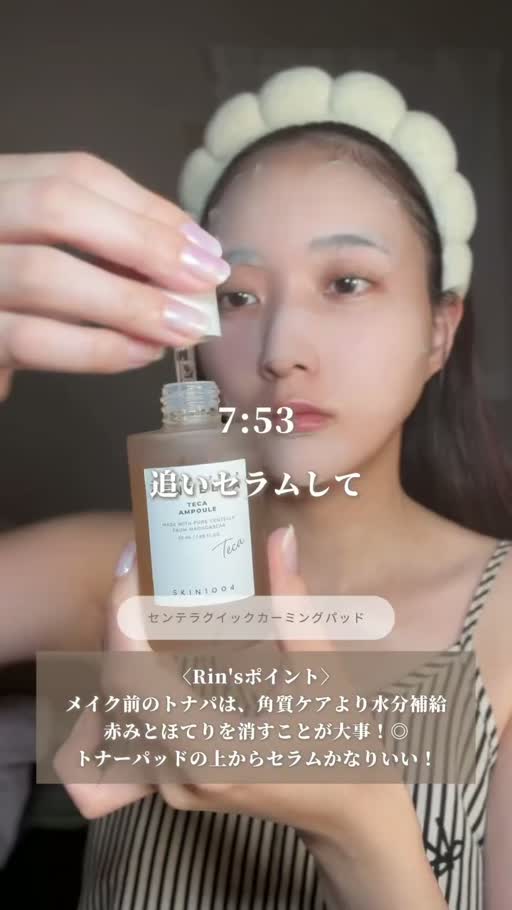 7:53
追いセラムして
TECA
AMPOULE
MADE WITH PURE CENTELLA
FROM MADAGASCAR
Teca
SKIN1004
センテラクイックカーミングパッド
〈Rin'sポイント〉
メイク前のトナパは、角質ケアより水分補給
赤みとほてりを消すことが大事！◎
トナーパッドの上からセラムかなりいい！